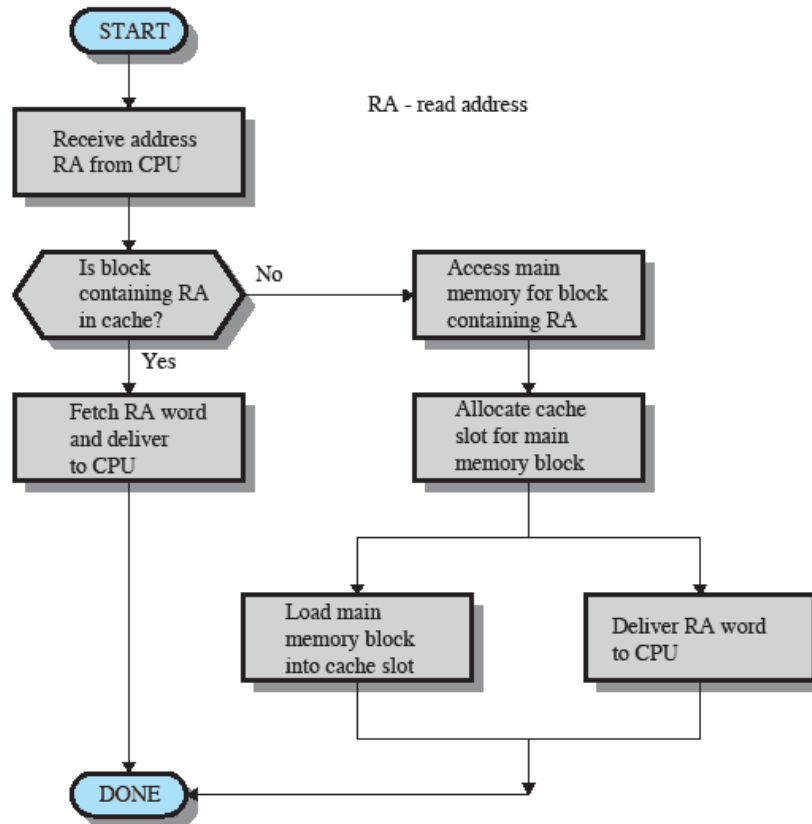 START
RA - read address
Receive address
RA from CPU
Is block
containing RA
in cache?
No
Access main
memory for block
containing RA
Yes
Fetch RA word
and deliver
to CPU
Allocate cache
slot for main
memory block
Load main
memory block
into cache slot
Deliver RA word
to CPU
DONE